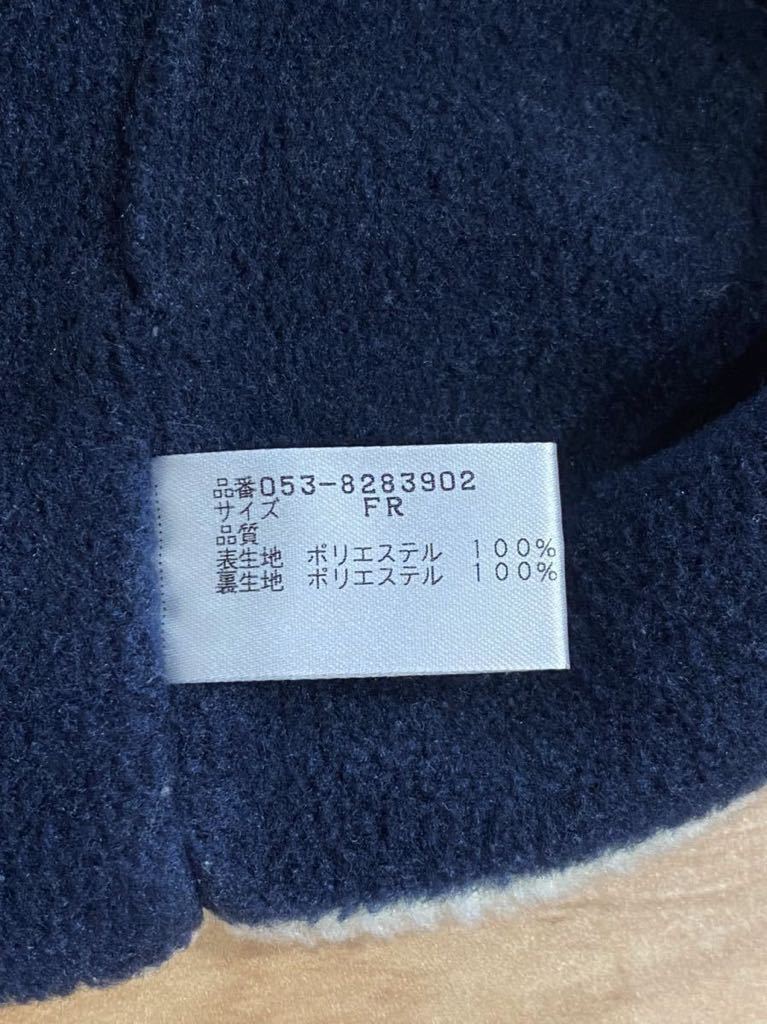 品番053-8283902
サイズ FR
品質
表生地 ポリエステル 100%
裏生地 ポリエステル 100%